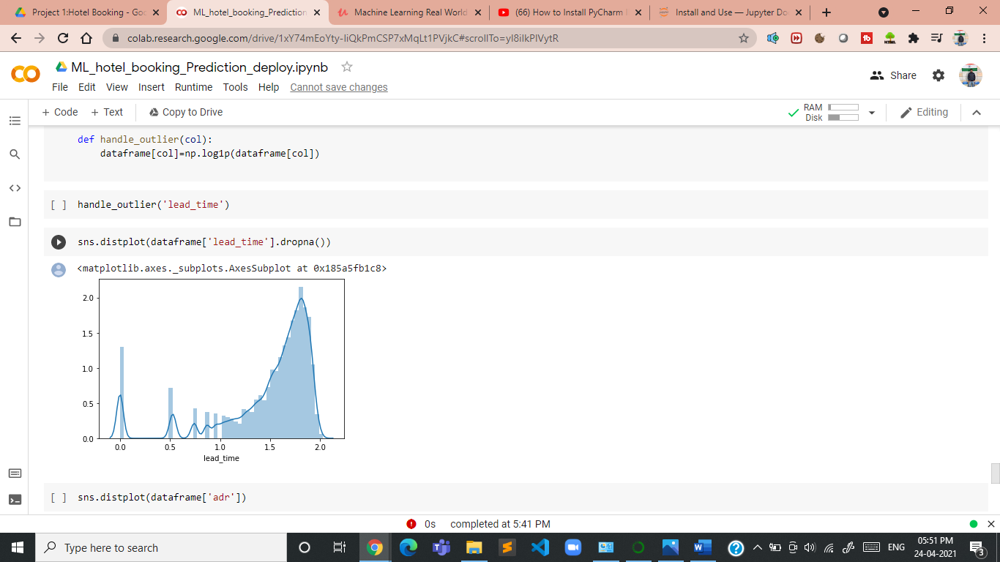 Project 1:Hotel Booking - Goo
ML_hotel_booking_Prediction
Machine Learning Real World
(66) How to Install PyCharm I
Install and Use — Jupyter Do
colab.research.google.com/drive/1xY74mEoYty-IiQkPmCSP7xMqLt1PVjkC#scrollTo=yI8iIkPIVytR
ML_hotel_booking_Prediction_deploy.ipynb
Share
File Edit View Insert Runtime Tools Help Cannot save changes
+ Code + Text Copy to Drive
RAM
Disk
Editing
def handle_outlier(col):
dataframe[col]=np.log1p(dataframe[col])
[ ] handle_outlier('lead_time')
sns.distplot(dataframe['lead_time'].dropna())
<matplotlib.axes._subplots.AxesSubplot at 0x185a5fb1c8>
2.0
1.5
1.0
0.5
0.0
0.0 0.5 1.0 1.5 2.0
lead_time
[ ] sns.distplot(dataframe['adr'])
0s completed at 5:41 PM
Type here to search
ENG
05:51 PM
24-04-2021
3